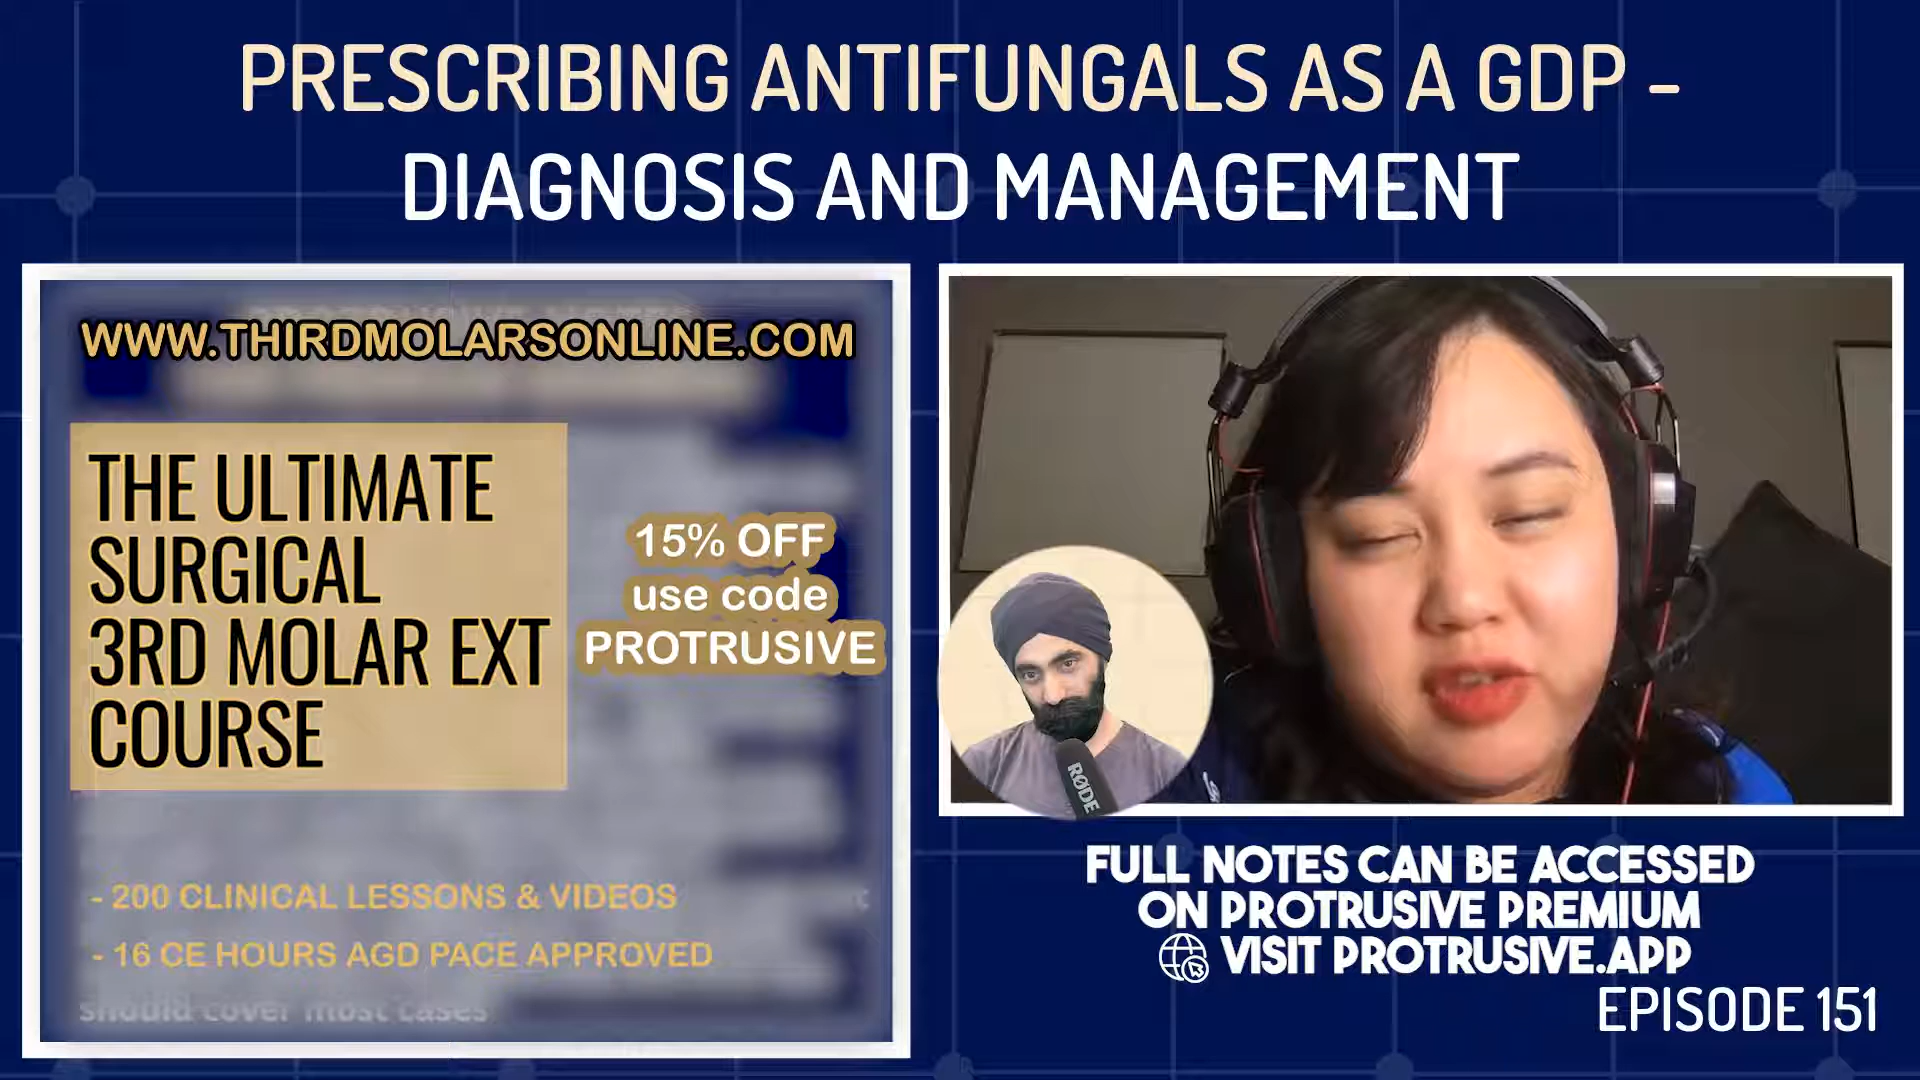 PRESCRIBING ANTIFUNGALS AS A GDP -
DIAGNOSIS AND MANAGEMENT
WWW.THIRDMOLARSONLINE.COM
THE ULTIMATE
SURGICAL
3RD MOLAR EXT
COURSE
15% OFF
use code
PROTRUSIVE
- 200 CLINICAL LESSONS & VIDEOS
- 16 CE HOURS AGD PACE APPROVED
should cover most cases
RØDE
FULL NOTES CAN BE ACCESSED
ON PROTRUSIVE PREMIUM
VISIT PROTRUSIVE.APP
EPISODE 151